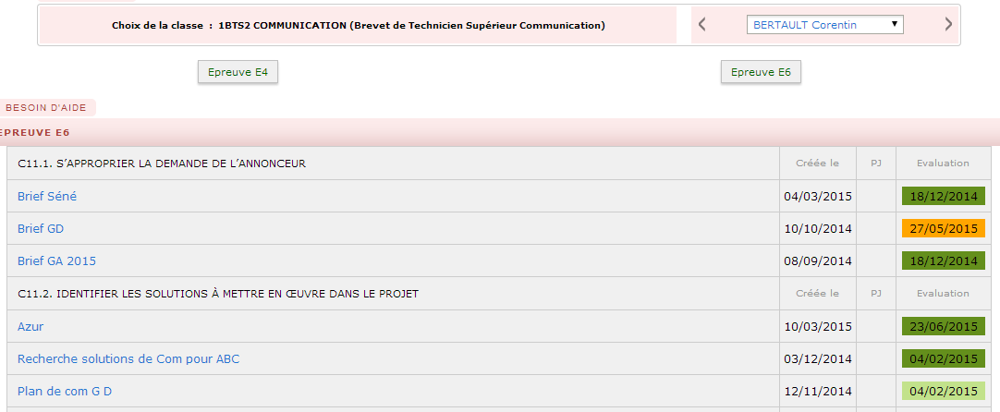 Choix de la classe : 1BTS2 COMMUNICATION (Brevet de Technicien Supérieur Communication) BERTAULT Corentin
Epreuve E4 Epreuve E6
BESOIN D'AIDE
EPREUVE E6
C11.1. S'APPROPRIER LA DEMANDE DE L'ANNONCEUR Créée le PJ Evaluation
Brief Séné 04/03/2015 18/12/2014
Brief GD 10/10/2014 27/05/2015
Brief GA 2015 08/09/2014 18/12/2014
C11.2. IDENTIFIER LES SOLUTIONS À METTRE EN ŒUVRE DANS LE PROJET Créée le PJ Evaluation
Azur 10/03/2015 23/06/2015
Recherche solutions de Com pour ABC 03/12/2014 04/02/2015
Plan de com G D 12/11/2014 04/02/2015